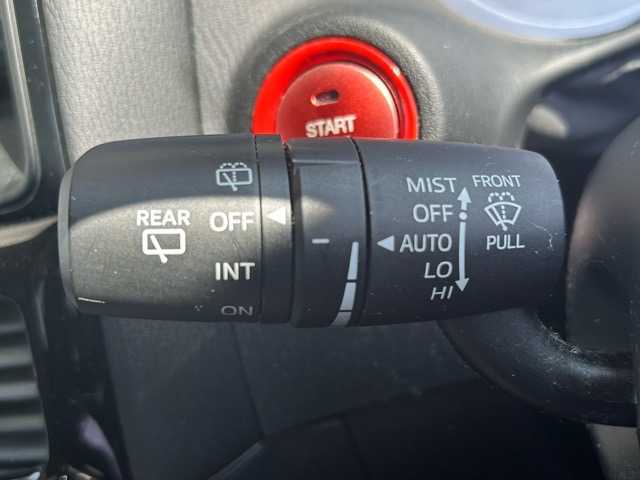 START
REAR
OFF
INT
ON
MIST
OFF
AUTO
LO
HI
FRONT
PULL